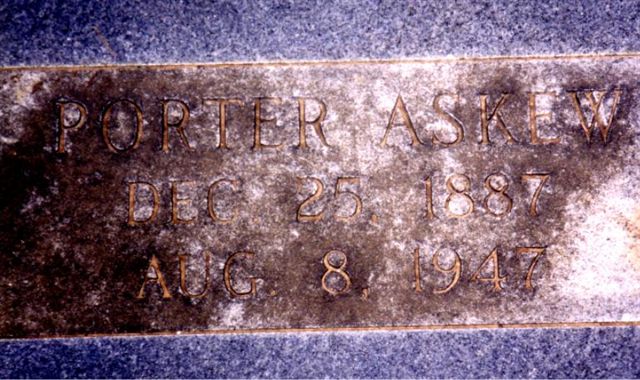 PORTER ASKEW
DEC. 25, 1887
AUG. 8, 1947